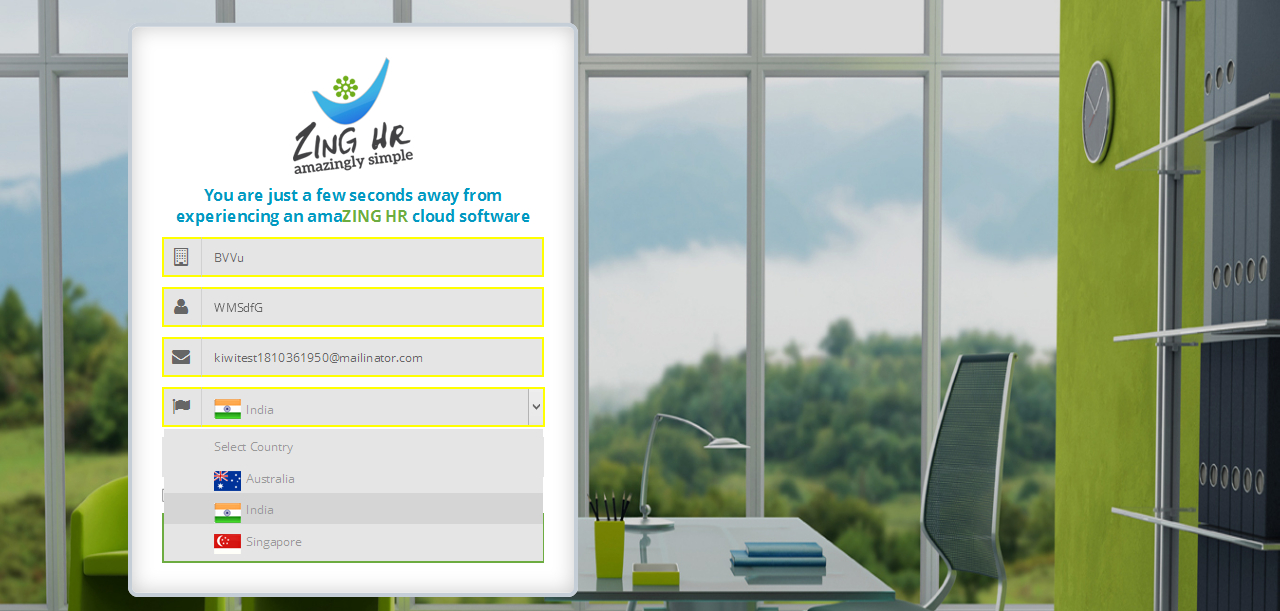 ZING HR
amazingly simple
You are just a few seconds away from
experiencing an amaZING HR cloud software
BVVu
WMSdfG
kiwitest1810361950@mailinator.com
India
Select Country
Australia
India
Singapore